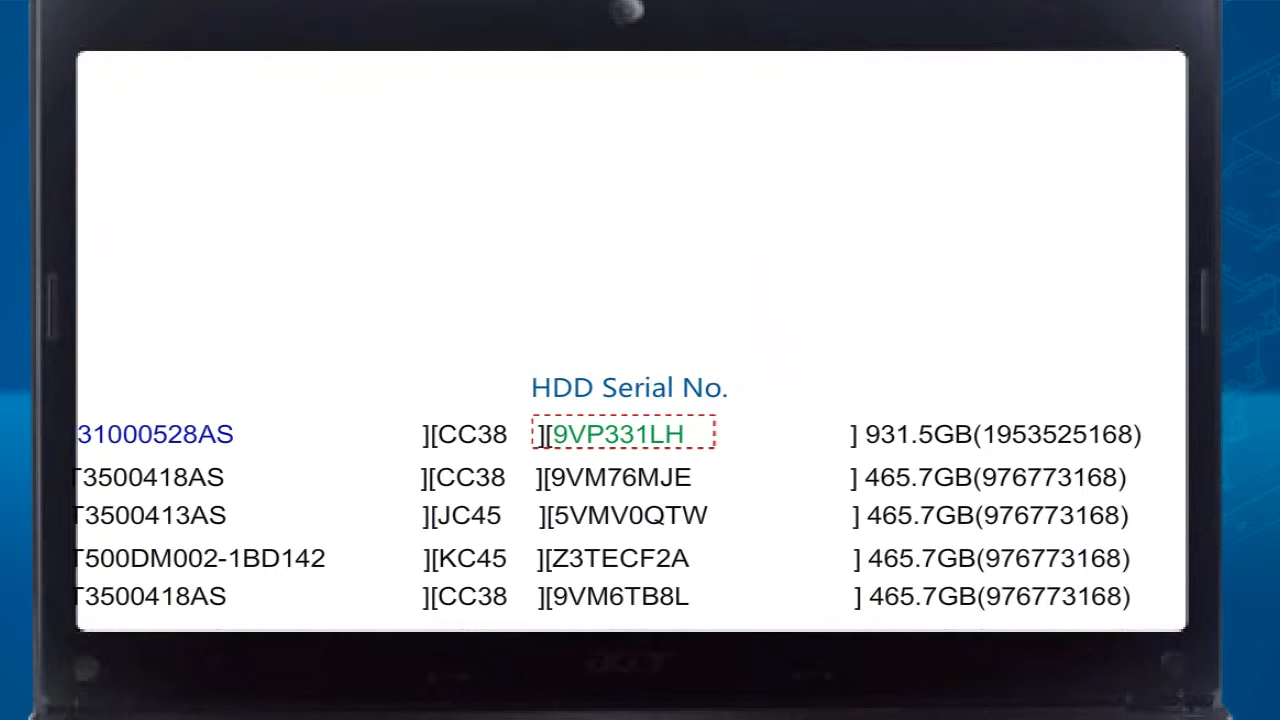 HDD Serial No.
31000528AS ][CC38 ][9VP331LH ] 931.5GB(1953525168)
T3500418AS ][CC38 ][9VM76MJE ] 465.7GB(976773168)
T3500413AS ][JC45 ][5VMV0QTW ] 465.7GB(976773168)
T500DM002-1BD142 ][KC45 ][Z3TECF2A ] 465.7GB(976773168)
T3500418AS ][CC38 ][9VM6TB8L ] 465.7GB(976773168)
acer